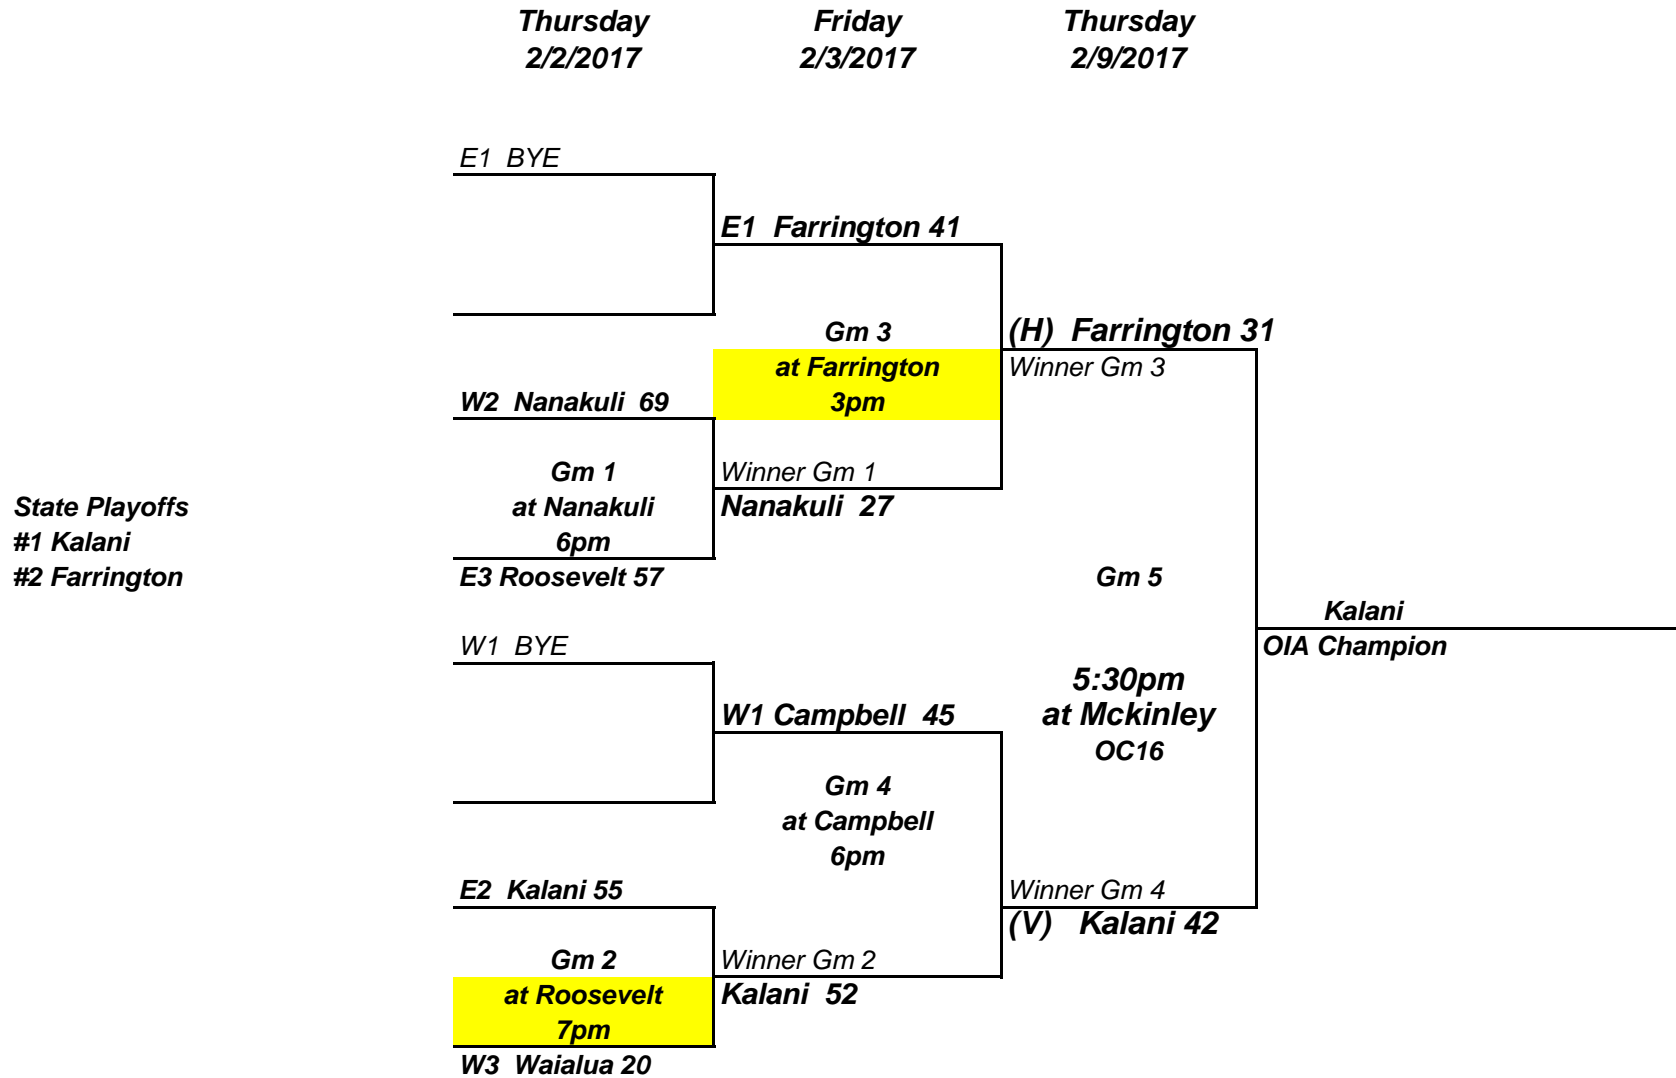 Thursday Friday Thursday
2/2/2017 2/3/2017 2/9/2017
E1 BYE
E1 Farrington 41
Gm 3
at Farrington
3pm
(H) Farrington 31
Winner Gm 3
W2 Nanakuli 69
Gm 1
at Nanakuli
6pm
E3 Roosevelt 57
Winner Gm 1
Nanakuli 27
State Playoffs
#1 Kalani
#2 Farrington
Gm 5
5:30pm
at Mckinley
OC16
Kalani
OIA Champion
W1 BYE
W1 Campbell 45
Gm 4
at Campbell
6pm
Winner Gm 4
(V) Kalani 42
E2 Kalani 55
Gm 2
at Roosevelt
7pm
W3 Waialua 20
Winner Gm 2
Kalani 52